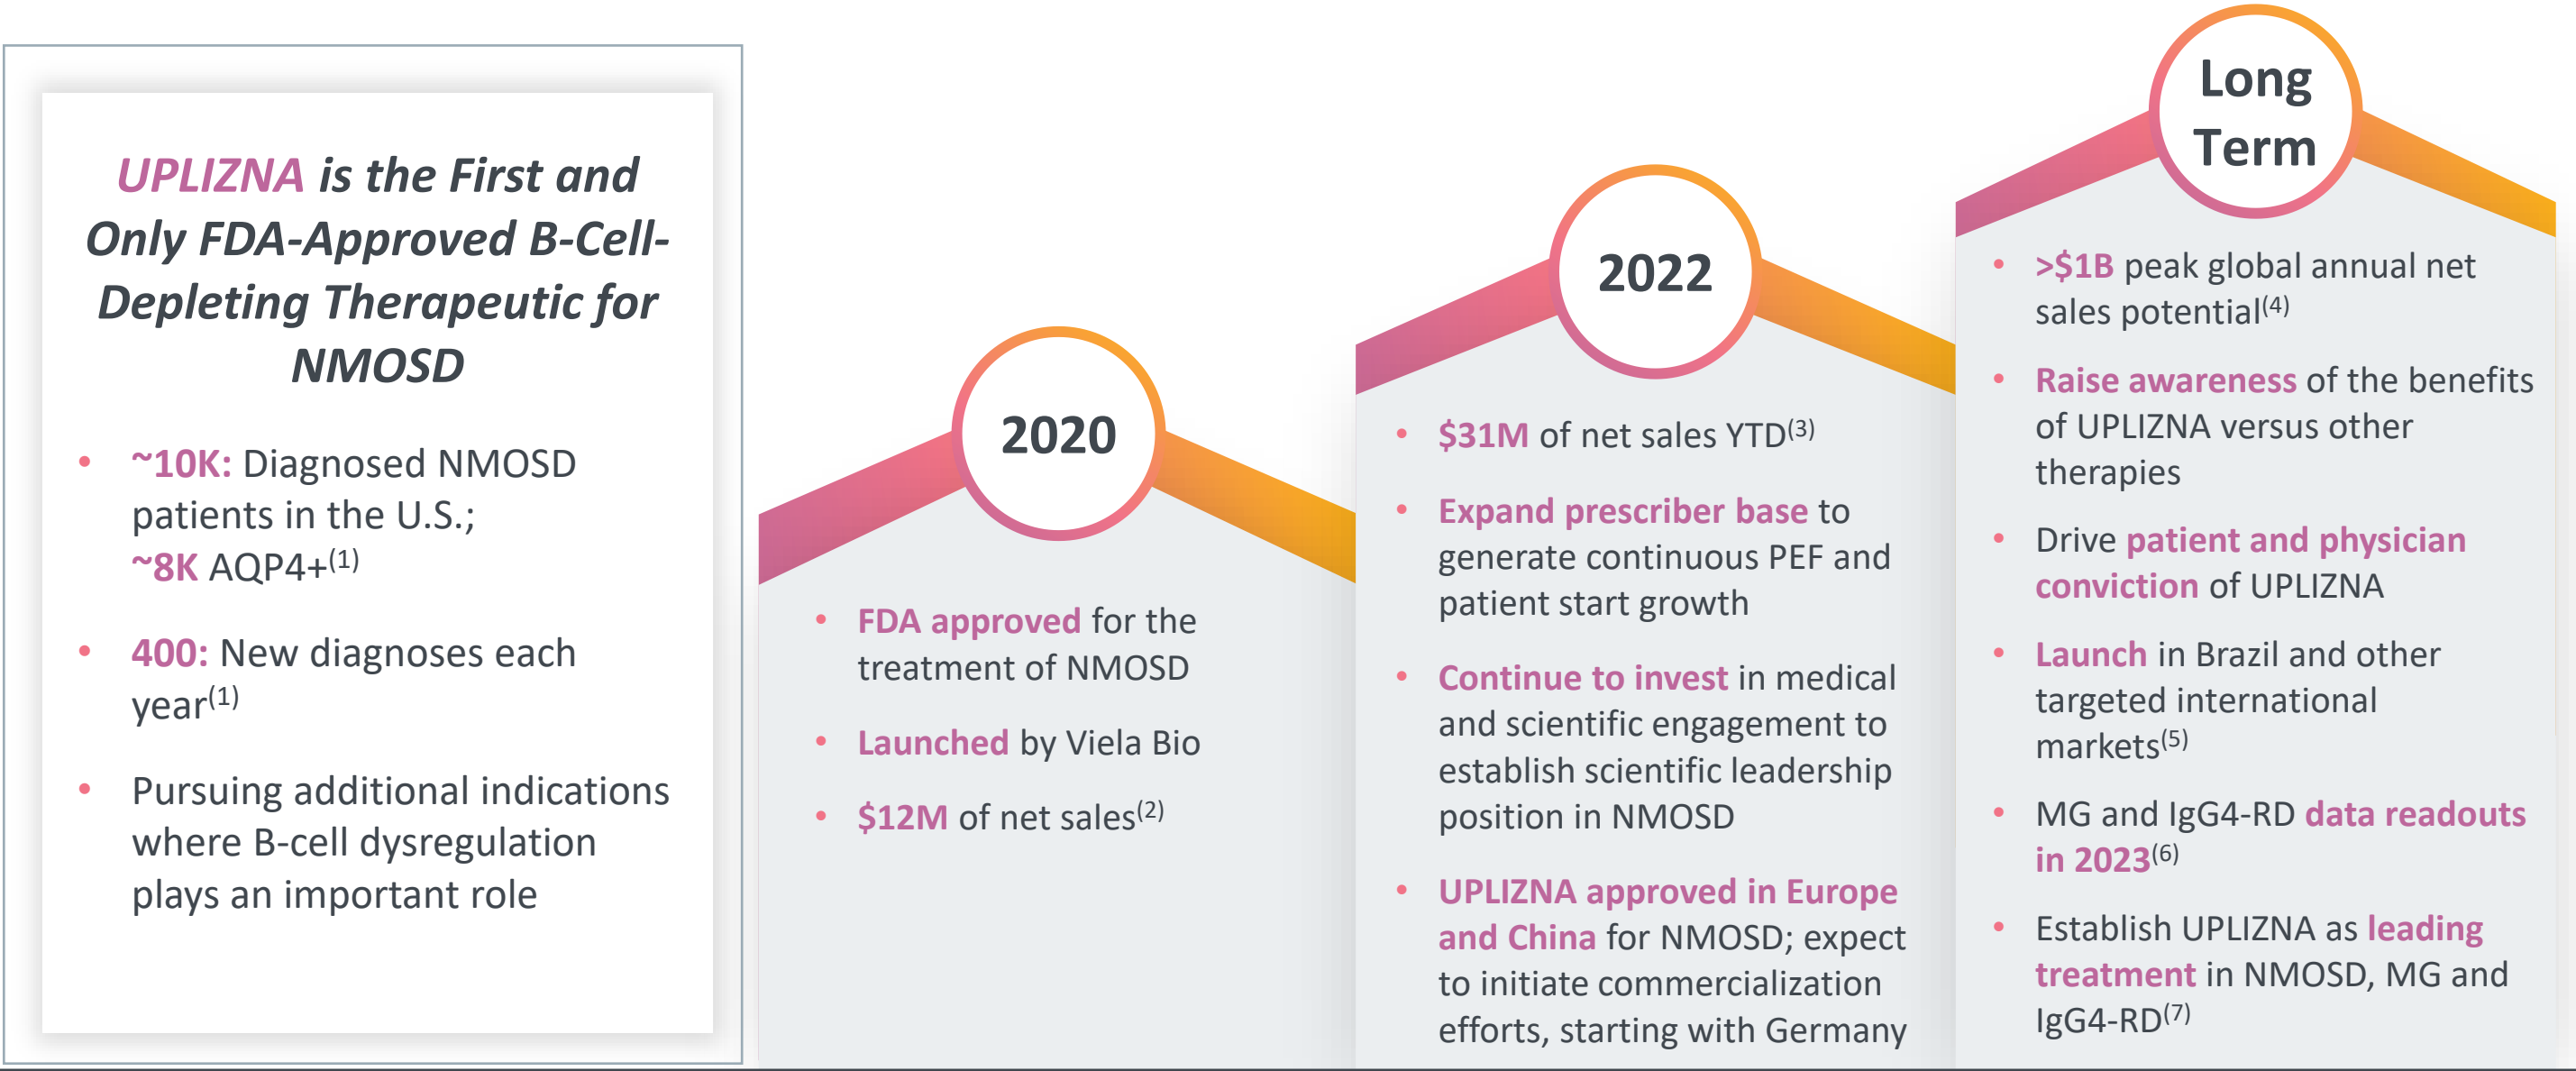 UPLIZNA is the First and
Only FDA-Approved B-Cell-
Depleting Therapeutic for
NMOSD
• ~10K: Diagnosed NMOSD
patients in the U.S.;
~8K AQP4+(1)
• 400: New diagnoses each
year(1)
• Pursuing additional indications
where B-cell dysregulation
plays an important role
2020
• FDA approved for the
treatment of NMOSD
• Launched by Viela Bio
• $12M of net sales(2)
2022
• $31M of net sales YTD(3)
• Expand prescriber base to
generate continuous PEF and
patient start growth
• Continue to invest in medical
and scientific engagement to
establish scientific leadership
position in NMOSD
• UPLIZNA approved in Europe
and China for NMOSD; expect
to initiate commercialization
efforts, starting with Germany
Long
Term
• >$1B peak global annual net
sales potential(4)
• Raise awareness of the benefits
of UPLIZNA versus other
therapies
• Drive patient and physician
conviction of UPLIZNA
• Launch in Brazil and other
targeted international
markets(5)
• MG and IgG4-RD data readouts
in 2023(6)
• Establish UPLIZNA as leading
treatment in NMOSD, MG and
IgG4-RD(7)